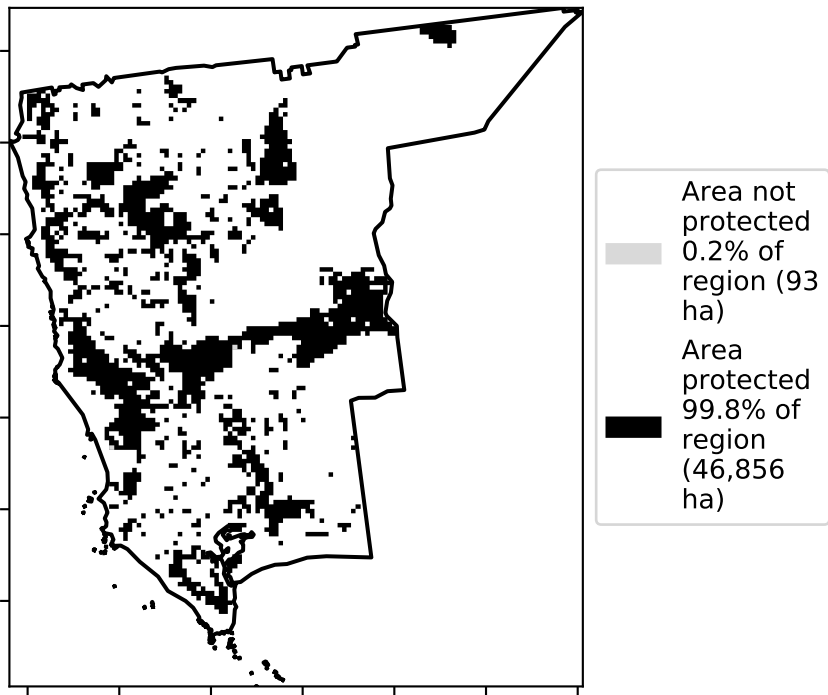 Area not
protected
0.2% of
region (93
ha)
Area
protected
99.8% of
region
(46,856
ha)